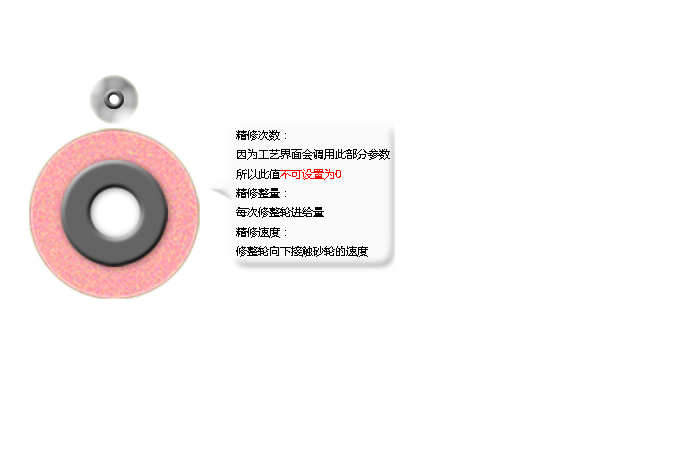 精修次数：
因为工艺界面会调用此部分参数
所以此值不可设置为0
精修整量：
每次修整轮进给量
精修速度：
修整轮向下接触砂轮的速度